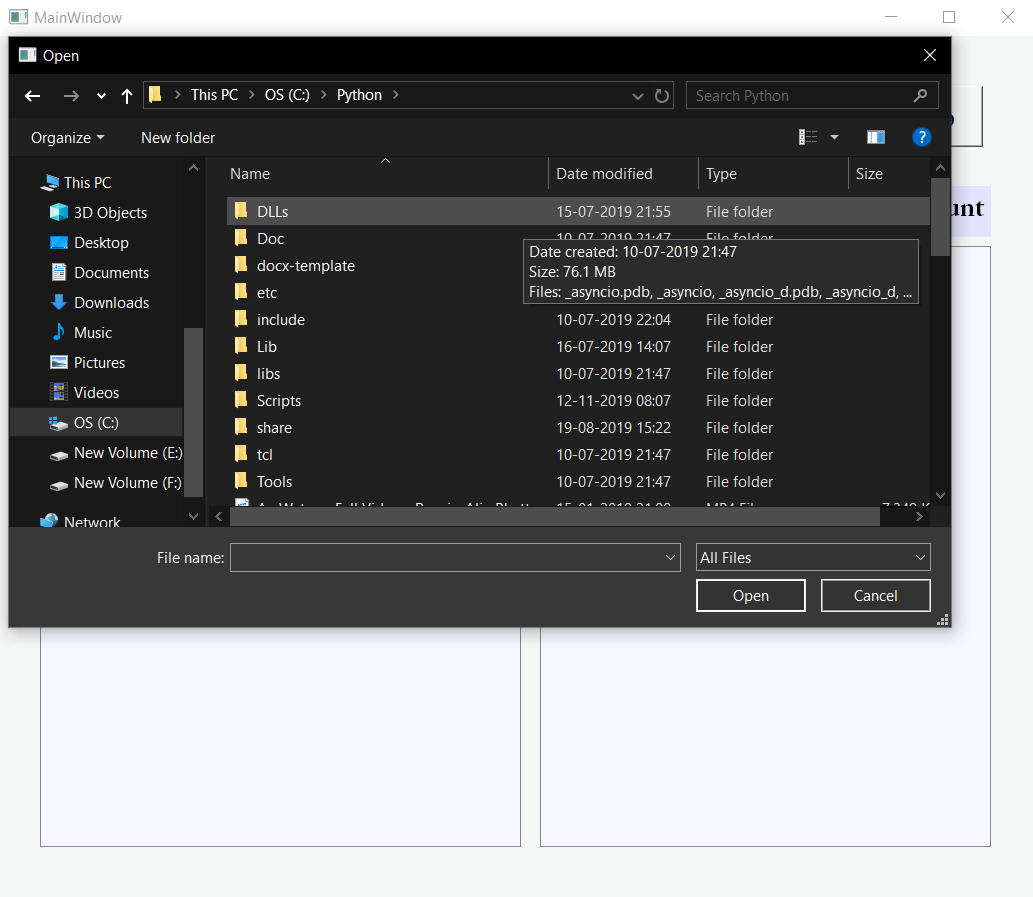 MainWindow
Open
This PC > OS (C:) > Python >
Search Python
Organize
New folder
?
Name
Date modified
Type
Size
This PC
3D Objects
Desktop
Documents
Downloads
Music
Pictures
Videos
OS (C:)
New Volume (E:)
New Volume (F:)
Network
DLLs 15-07-2019 21:55 File folder
Doc 10-07-2019 21:47 File folder
docx-template
etc
include 10-07-2019 22:04 File folder
Lib 16-07-2019 14:07 File folder
libs 10-07-2019 21:47 File folder
Scripts 12-11-2019 08:07 File folder
share 19-08-2019 15:22 File folder
tcl 10-07-2019 21:47 File folder
Tools 10-07-2019 21:47 File folder
Date created: 10-07-2019 21:47
Size: 76.1 MB
Files: _asyncio.pdb, _asyncio, _asyncio_d.pdb, _asyncio_d, ...
unt
File name:
All Files
Open
Cancel